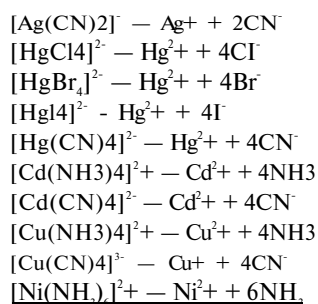 [Ag(CN)2]⁻ — Ag+ + 2CN⁻
[HgCl4]²⁻ — Hg²+ + 4CI⁻
[HgBr₄]²⁻ — Hg²+ + 4Br⁻
[Hgl4]²⁻ - Hg²+ + 4I⁻
[Hg(CN)4]²⁻ — Hg²+ + 4CN⁻
[Cd(NH3)4]²+ — Cd²+ + 4NH3
[Cd(CN)4]²⁻ — Cd²+ + 4CN⁻
[Cu(NH3)4]²+ — Cu²+ + 4NH3
[Cu(CN)4]³⁻ — Cu+ + 4CN⁻
[Ni(NH₃)₆]²+ — Ni²+ + 6NH₃